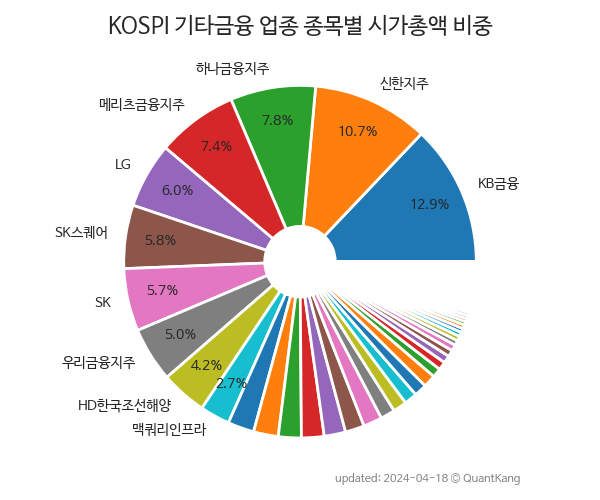 KOSPI 기타금융 업종 종목별 시가총액 비중
하나금융지주
신한지주
메리츠금융지주
7.8%
10.7%
7.4%
LG
KB금융
6.0%
12.9%
SK스퀘어
5.8%
SK
5.7%
5.0%
우리금융지주
4.2%
2.7%
HD한국조선해양
맥쿼리인프라
updated: 2024-04-18 © QuantKang